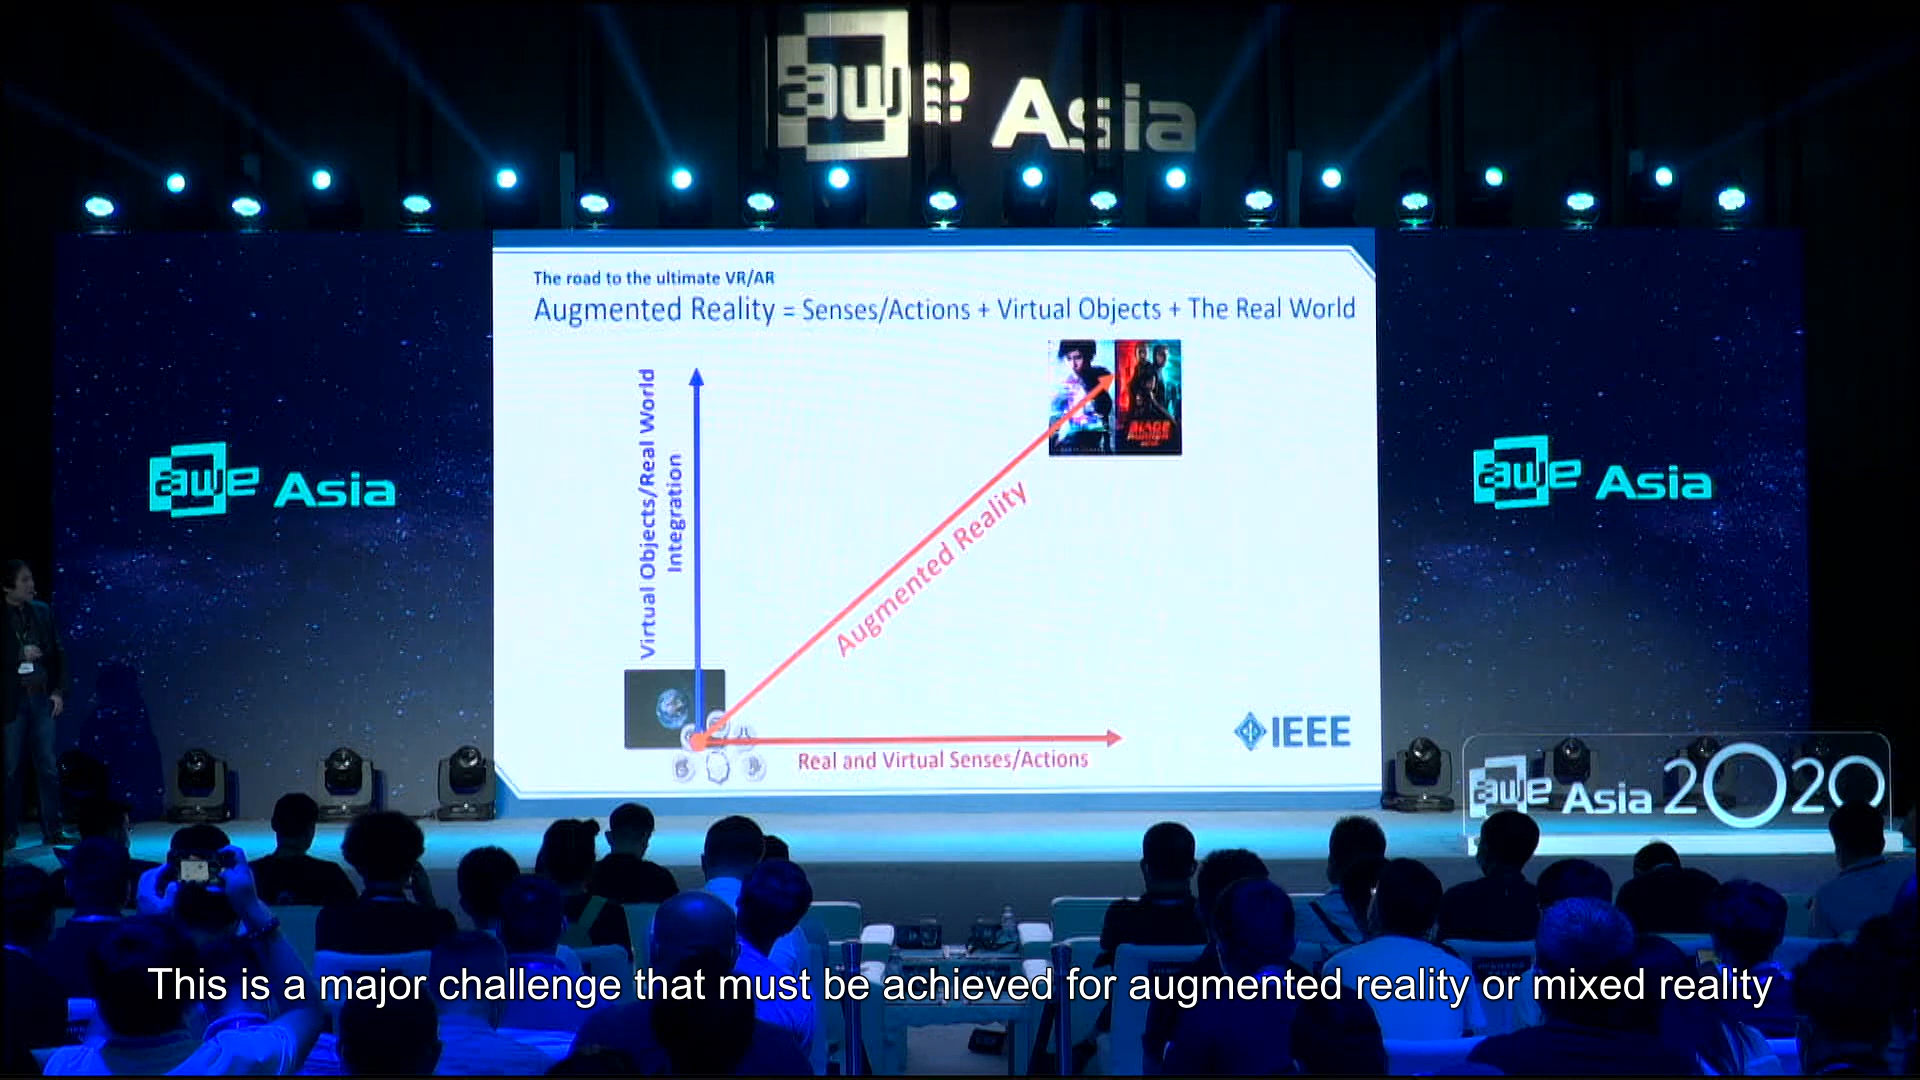 awe Asia
The road to the ultimate VR/AR
Augmented Reality = Senses/Actions + Virtual Objects + The Real World
Virtual Objects/Real World
Integration
Augmented Reality
BLADE
RUNNER
Real and Virtual Senses/Actions
IEEE
awe Asia
awe Asia
awe Asia 2020
This is a major challenge that must be achieved for augmented reality or mixed reality